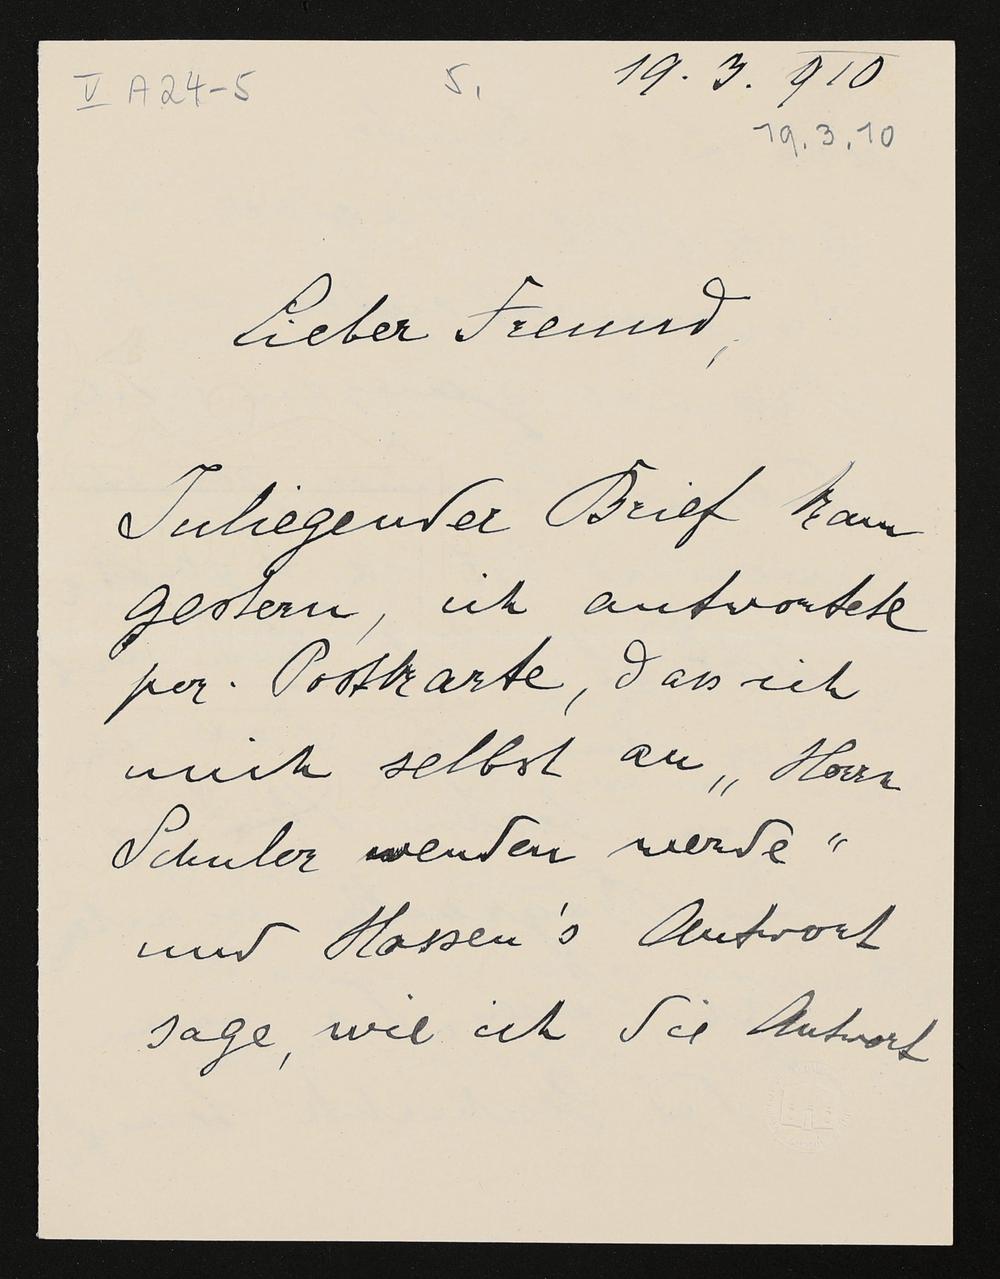 V A24-5 5. 19. 3. 910
19.3.10
Lieber Freund,
Inliegender Brief kam
gestern, ich antwortete
per. Postkarte, dass ich
mich selbst an „Herrn
Schuler wenden werde“
und Hassen's Antwort
sage, wie ich die Antwort